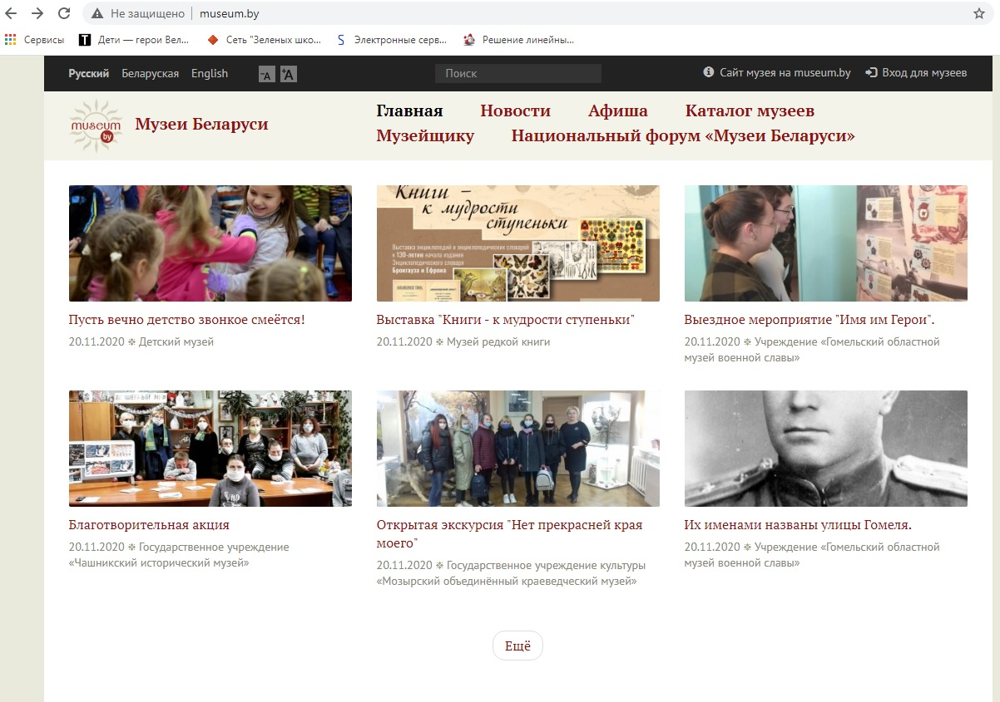 Не защищено museum.by
Сервисы Дети — герои Вел... Сеть "Зеленых шко... Электронные серв... Решение линейны...
Русский Беларуская English -A +A Поиск Сайт музея на museum.by Вход для музеев
museum by
Музеи Беларуси
Главная Новости Афиша Каталог музеев
Музейщику Национальный форум «Музеи Беларуси»
Книги –
к мудрости
ступеньки
Выставка энциклопедий и энциклопедических словарей
к 130-летию начала издания
Энциклопедического словаря
Брокгауза и Ефрона
Пусть вечно детство звонкое смеётся!
20.11.2020 Детский музей
Выставка "Книги - к мудрости ступеньки"
20.11.2020 Музей редкой книги
Выездное мероприятие "Имя им Герои".
20.11.2020 Учреждение «Гомельский областной
музей военной славы»
Благотворительная акция
20.11.2020 Государственное учреждение
«Чашникский исторический музей»
Открытая экскурсия "Нет прекрасней края
моего"
20.11.2020 Государственное учреждение культуры
«Мозырский объединённый краеведческий музей»
Их именами названы улицы Гомеля.
20.11.2020 Учреждение «Гомельский областной
музей военной славы»
Ещё